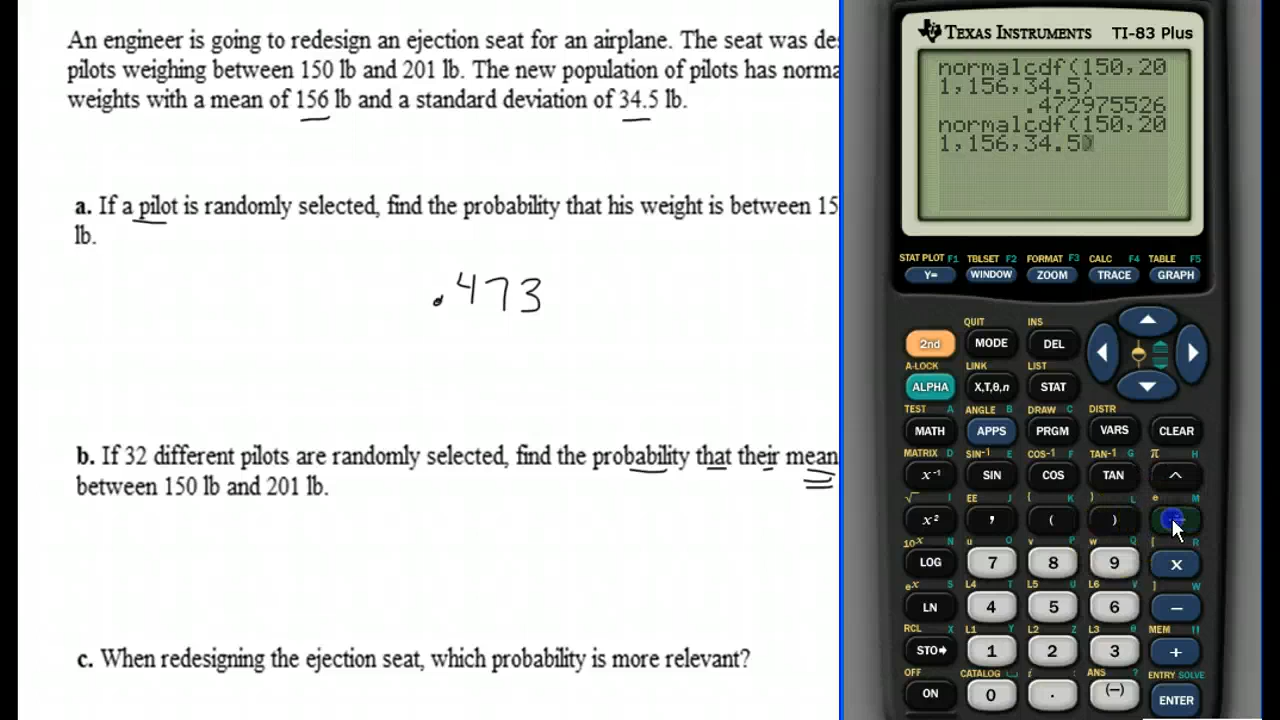 An engineer is going to redesign an ejection seat for an airplane. The seat was
pilots weighing between 150 lb and 201 lb. The new population of pilots has
weights with a mean of 156 lb and a standard deviation of 34.5 lb.
a. If a pilot is randomly selected, find the probability that his weight is between 15
lb.
.473
b. If 32 different pilots are randomly selected, find the probability that their mean
between 150 lb and 201 lb.
c. When redesigning the ejection seat, which probability is more relevant?
TEXAS INSTRUMENTS TI-83 Plus
normalcdf(150,20
1,156,34.5)
.472975526
normalcdf(150,20
1,156,34.5
STAT PLOT F1 TBLSET F2 FORMAT F3 CALC F4 TABLE F5
Y= WINDOW ZOOM TRACE GRAPH
QUIT INS
2nd MODE DEL
A-LOCK LINK LIST
ALPHA X,T,θ,n STAT
TEST A ANGLE B DRAW C DISTR
MATH APPS PRGM VARS CLEAR
MATRIX D SIN⁻¹ E COS⁻¹ F TAN⁻¹ G π H
x⁻¹ SIN COS TAN ^
√ I EE J { K } L e M
x² , ( )
10ˣ N u O v P w Q [ R
LOG 7 8 9 X
eˣ S L4 T L5 U L6 V ] W
LN 4 5 6 −
RCL X L1 Y L2 Z L3 θ MEM "
STO➔ 1 2 3 +
OFF CATALOG ⎵ i : ANS ? ENTRY SOLVE
ON 0 . (−) ENTER